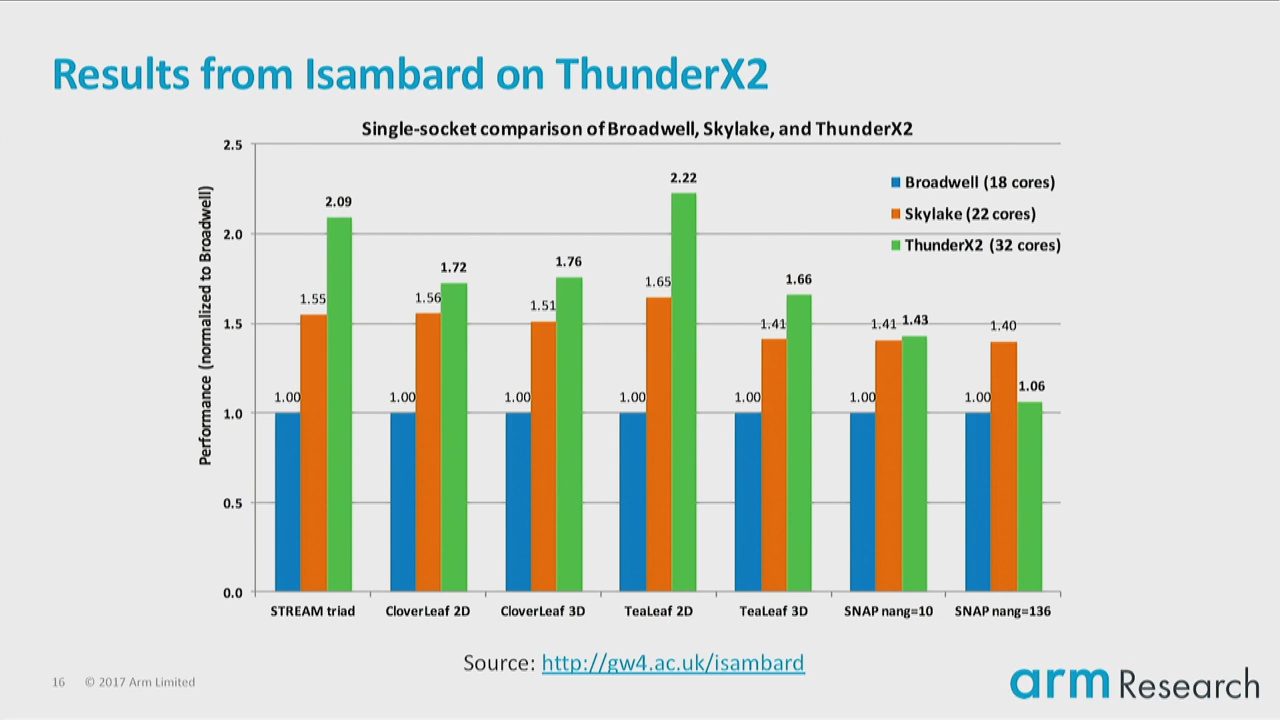 Results from Isambard on ThunderX2
Single-socket comparison of Broadwell, Skylake, and ThunderX2
Performance (normalized to Broadwell)
2.5
2.0
1.5
1.0
0.5
0.0
Broadwell (18 cores)
Skylake (22 cores)
ThunderX2 (32 cores)
1.00 1.55 2.09
1.00 1.56 1.72
1.00 1.51 1.76
1.00 1.65 2.22
1.00 1.41 1.66
1.00 1.41 1.43
1.00 1.40 1.06
STREAM triad CloverLeaf 2D CloverLeaf 3D TeaLeaf 2D TeaLeaf 3D SNAP nang=10 SNAP nang=136
Source: http://gw4.ac.uk/isambard
16 © 2017 Arm Limited
arm Research